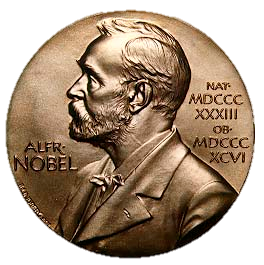 ALFR·
NOBEL
NAT·
MDCCC
XXXIII
OB·
MDCCC
XCVI